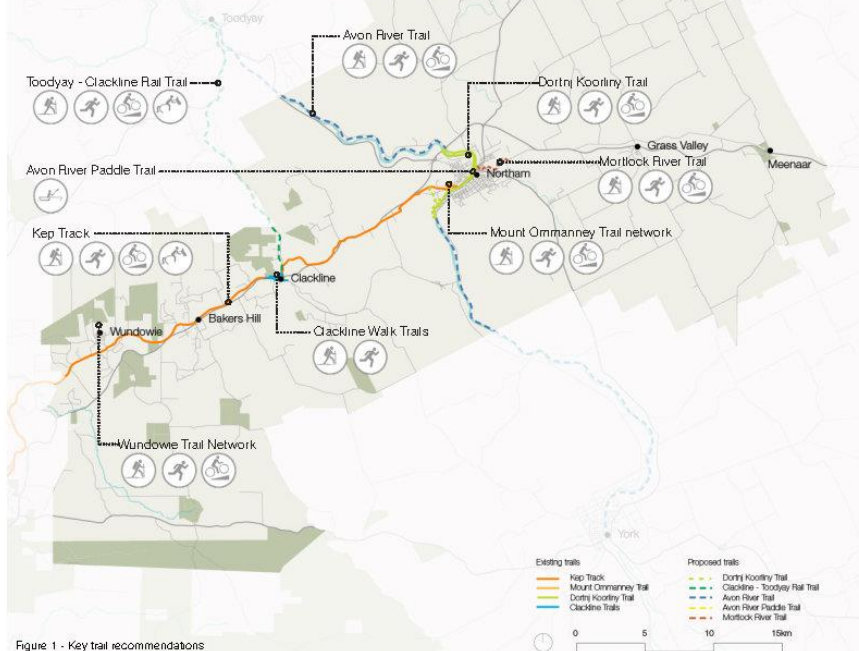 Toodyay
Avon River Trail
Toodyay - Clackline Rail Trail
Dortnj Koorliny Trail
Grass Valley
Meenaar
Mortlock River Trail
Avon River Paddle Trail
Northam
Kep Track
Mount Ommanney Trail network
Clackline
Bakers Hill
Wundowie
Clackline Walk Trails
Wundowie Trail Network
York
Existing trails
Kep Track
Mount Ommanney Trail
Dortnj Koorliny Trail
Clackline Trails
Proposed trails
Dortnj Koorliny Trail
Clackline - Toodyay Rail Trail
Avon River Trail
Avon River Paddle Trail
Mortlock River Trail
0 5 10 15km
Figure 1 - Key trail recommendations